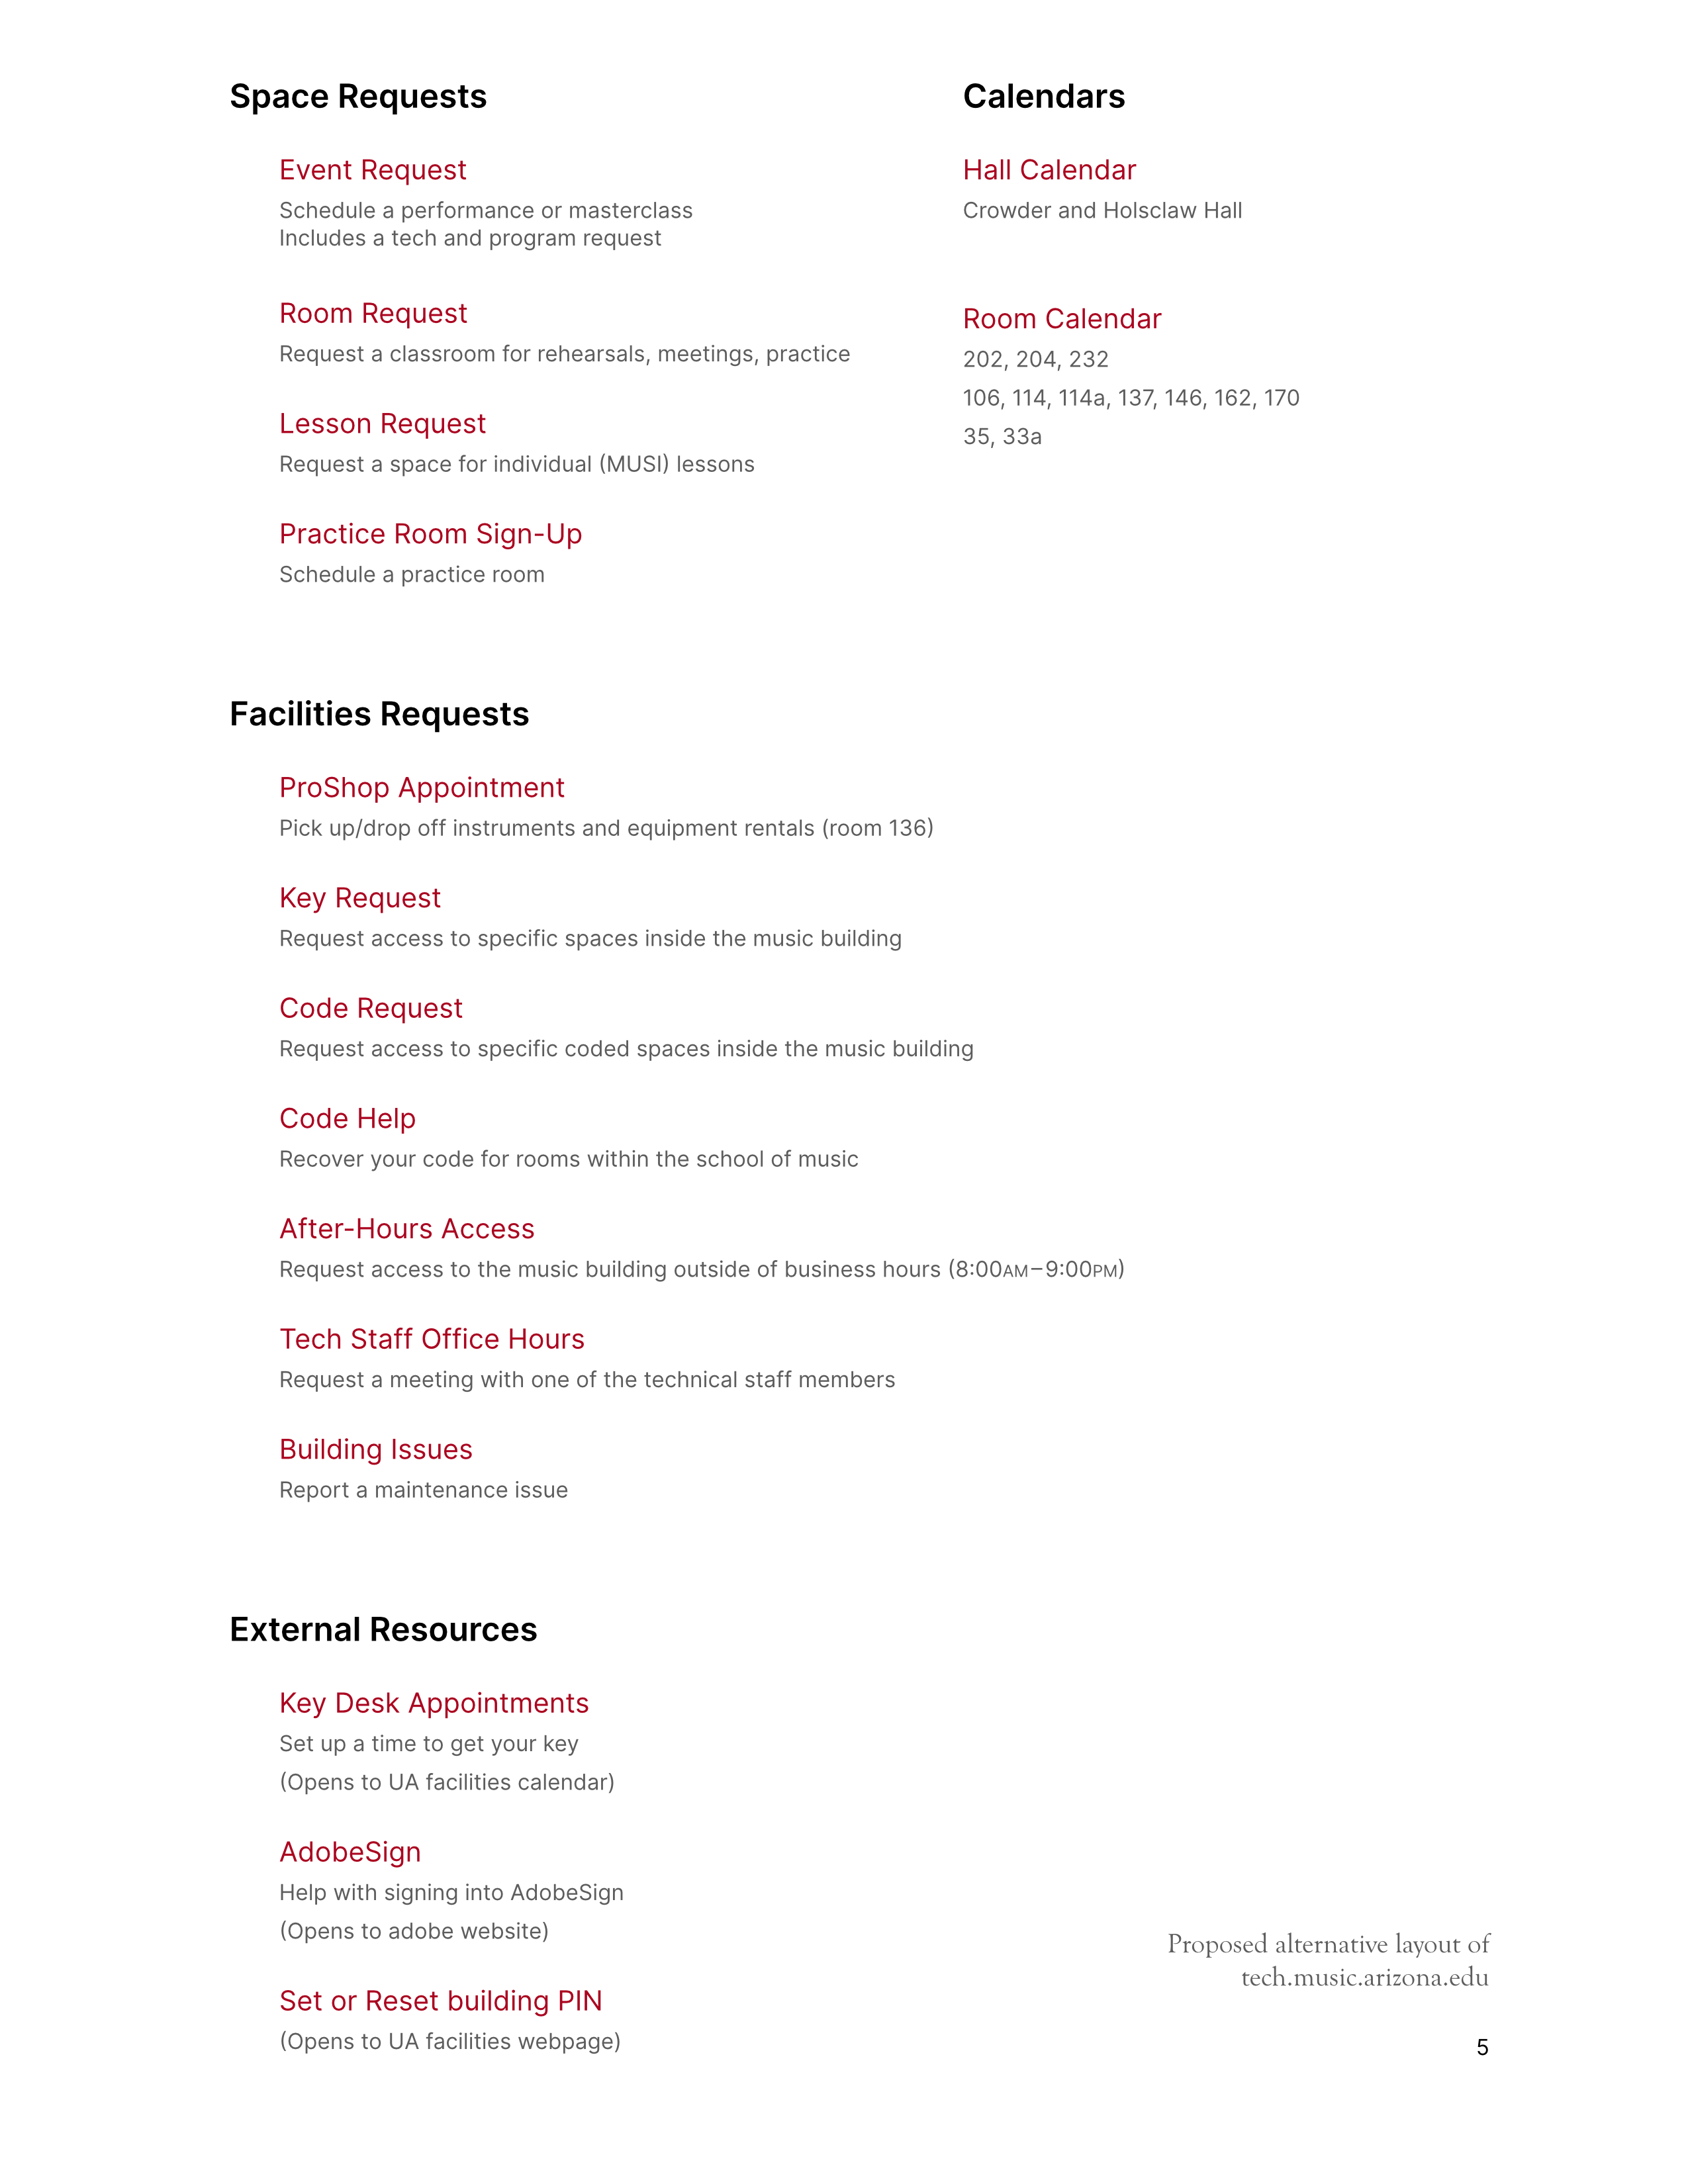 Space Requests
Event Request
Schedule a performance or masterclass
Includes a tech and program request
Room Request
Request a classroom for rehearsals, meetings, practice
Lesson Request
Request a space for individual (MUSI) lessons
Practice Room Sign-Up
Schedule a practice room
Calendars
Hall Calendar
Crowder and Holsclaw Hall
Room Calendar
202, 204, 232
106, 114, 114a, 137, 146, 162, 170
35, 33a
Facilities Requests
ProShop Appointment
Pick up/drop off instruments and equipment rentals (room 136)
Key Request
Request access to specific spaces inside the music building
Code Request
Request access to specific coded spaces inside the music building
Code Help
Recover your code for rooms within the school of music
After-Hours Access
Request access to the music building outside of business hours (8:00AM–9:00PM)
Tech Staff Office Hours
Request a meeting with one of the technical staff members
Building Issues
Report a maintenance issue
External Resources
Key Desk Appointments
Set up a time to get your key
(Opens to UA facilities calendar)
AdobeSign
Help with signing into AdobeSign
(Opens to adobe website)
Set or Reset building PIN
(Opens to UA facilities webpage)
Proposed alternative layout of
tech.music.arizona.edu
5